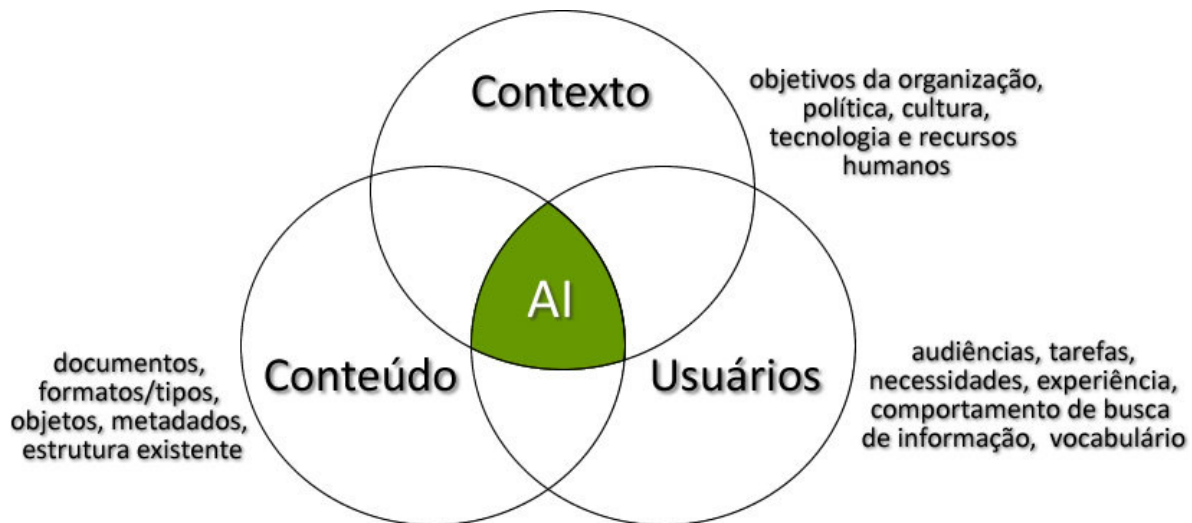 Contexto
objetivos da organização,
política, cultura,
tecnologia e recursos
humanos
AI
Conteúdo
documentos,
formatos/tipos,
objetos, metadados,
estrutura existente
Usuários
audiências, tarefas,
necessidades, experiência,
comportamento de busca
de informação, vocabulário